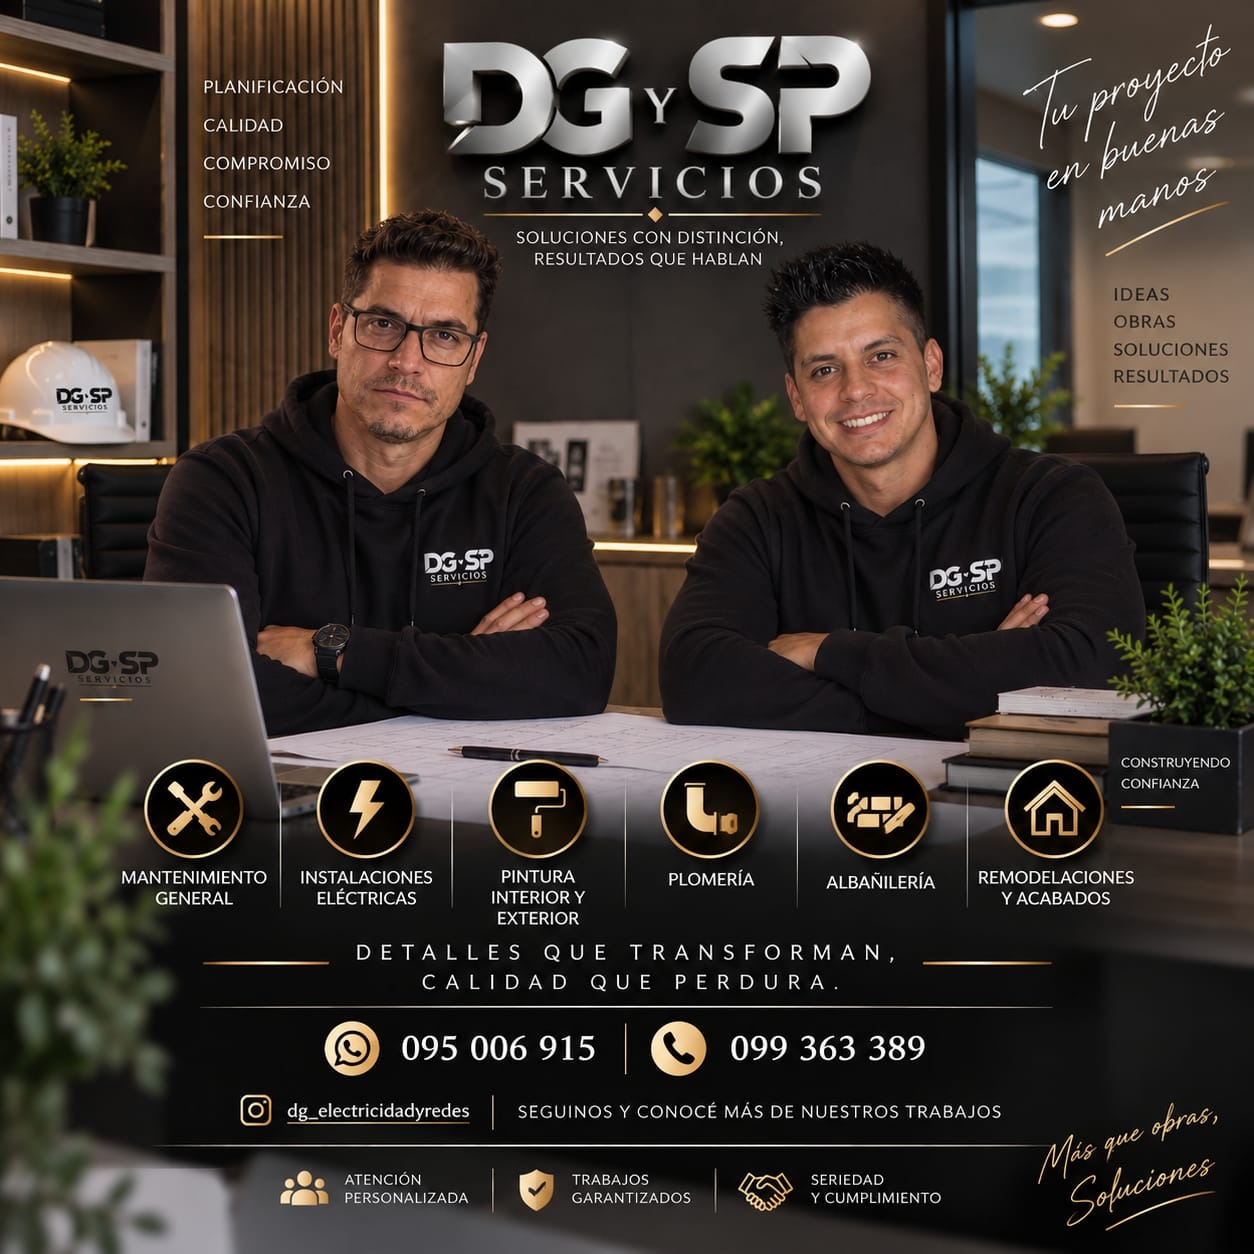 PLANIFICACIÓN
CALIDAD
COMPROMISO
CONFIANZA
DG Y SP
SERVICIOS
SOLUCIONES CON DISTINCIÓN,
RESULTADOS QUE HABLAN
Tu proyecto
en buenas
manos
IDEAS
OBRAS
SOLUCIONES
RESULTADOS
DG Y SP
SERVICIOS
DG Y SP
SERVICIOS
DG Y SP
SERVICIOS
DG Y SP
SERVICIOS
CONSTRUYENDO
CONFIANZA
MANTENIMIENTO
GENERAL
INSTALACIONES
ELÉCTRICAS
PINTURA
INTERIOR Y
EXTERIOR
PLOMERÍA
ALBAÑILERÍA
REMODELACIONES
Y ACABADOS
DETALLES QUE TRANSFORMAN,
CALIDAD QUE PERDURA.
095 006 915
099 363 389
dg_electricidadyredes
SEGUINOS Y CONOCÉ MÁS DE NUESTROS TRABAJOS
ATENCIÓN
PERSONALIZADA
TRABAJOS
GARANTIZADOS
SERIEDAD
Y CUMPLIMIENTO
Más que obras,
Soluciones